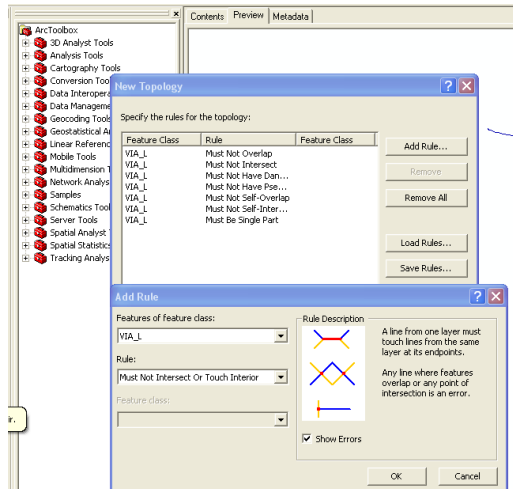 Contents Preview Metadata
ArcToolbox
3D Analyst Tools
Analysis Tools
Cartography Tools
Conversion Too
Data Interopera
Data Manageme
Geocoding Tools
Geostatistical A
Linear Referenc
Mobile Tools
Multidimension T
Network Analys
Samples
Schematics Tool
Server Tools
Spatial Analyst
Spatial Statistics
Tracking Analys
ir.
New Topology
Specify the rules for the topology:
Feature Class Rule Feature Class
VIA_L Must Not Overlap
VIA_L Must Not Intersect
VIA_L Must Not Have Dan...
VIA_L Must Not Have Pse...
VIA_L Must Not Self-Overlap
VIA_L Must Not Self-Inter...
VIA_L Must Be Single Part
Add Rule...
Remove
Remove All
Load Rules...
Save Rules...
Add Rule
Features of feature class:
VIA_L
Rule:
Must Not Intersect Or Touch Interior
Feature class:
Rule Description
A line from one layer must
touch lines from the same
layer at its endpoints.
Any line where features
overlap or any point of
intersection is an error.
Show Errors
OK Cancel